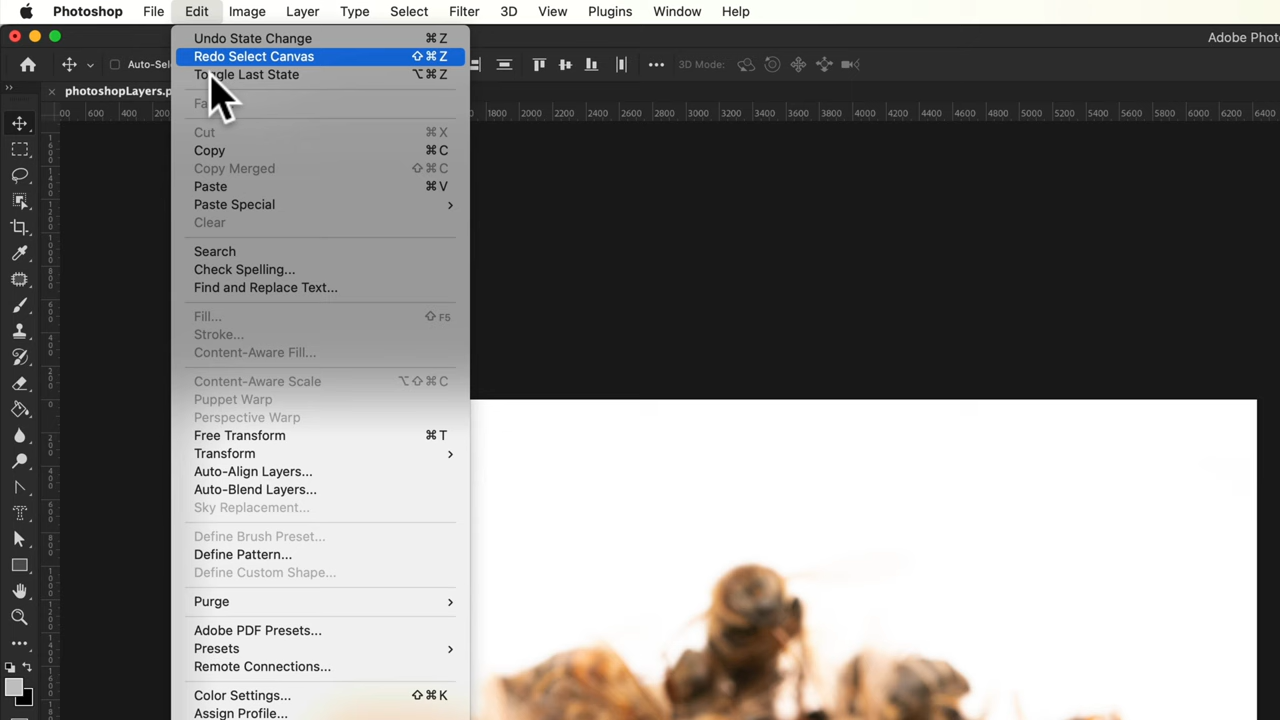 Photoshop File Edit Image Layer Type Select Filter 3D View Plugins Window Help
Adobe Phot
Auto-Sele
3D Mode:
photoshopLayers.p
00 600 400 200
1800 2000 2200 2400 2600 2800 3000 3200 3400 3600 3800 4000 4200 4400 4600 4800 5000 5200 5400 5600 5800 6000 6200 6400
Undo State Change ⌘Z
Redo Select Canvas ⇧⌘Z
Toggle Last State ⌥⌘Z
Fa
Cut ⌘X
Copy ⌘C
Copy Merged ⇧⌘C
Paste ⌘V
Paste Special
Clear
Search
Check Spelling...
Find and Replace Text...
Fill... ⇧F5
Stroke...
Content-Aware Fill...
Content-Aware Scale ⌥⇧⌘C
Puppet Warp
Perspective Warp
Free Transform ⌘T
Transform
Auto-Align Layers...
Auto-Blend Layers...
Sky Replacement...
Define Brush Preset...
Define Pattern...
Define Custom Shape...
Purge
Adobe PDF Presets...
Presets
Remote Connections...
Color Settings... ⇧⌘K
Assign Profile...